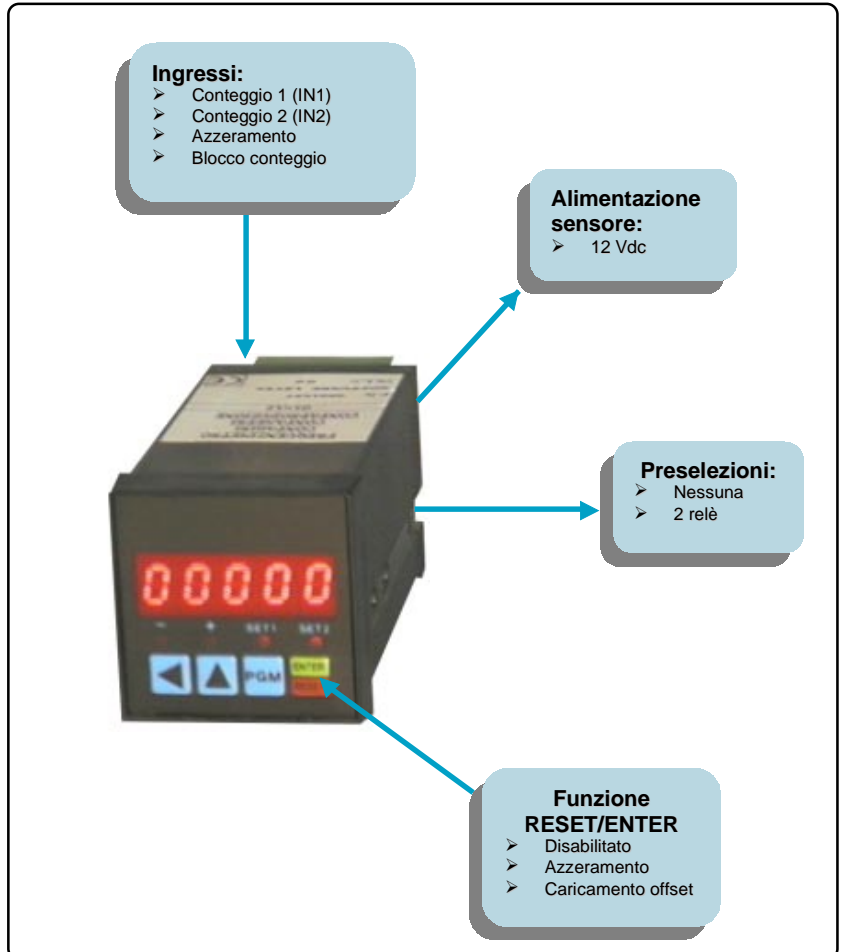 Ingressi:
➢ Conteggio 1 (IN1)
➢ Conteggio 2 (IN2)
➢ Azzeramento
➢ Blocco conteggio
Alimentazione
sensore:
➢ 12 Vdc
Preselezioni:
➢ Nessuna
➢ 2 relè
00000
- + SET1 SET2
PGM ENTER
Funzione
RESET/ENTER
➢ Disabilitato
➢ Azzeramento
➢ Caricamento offset